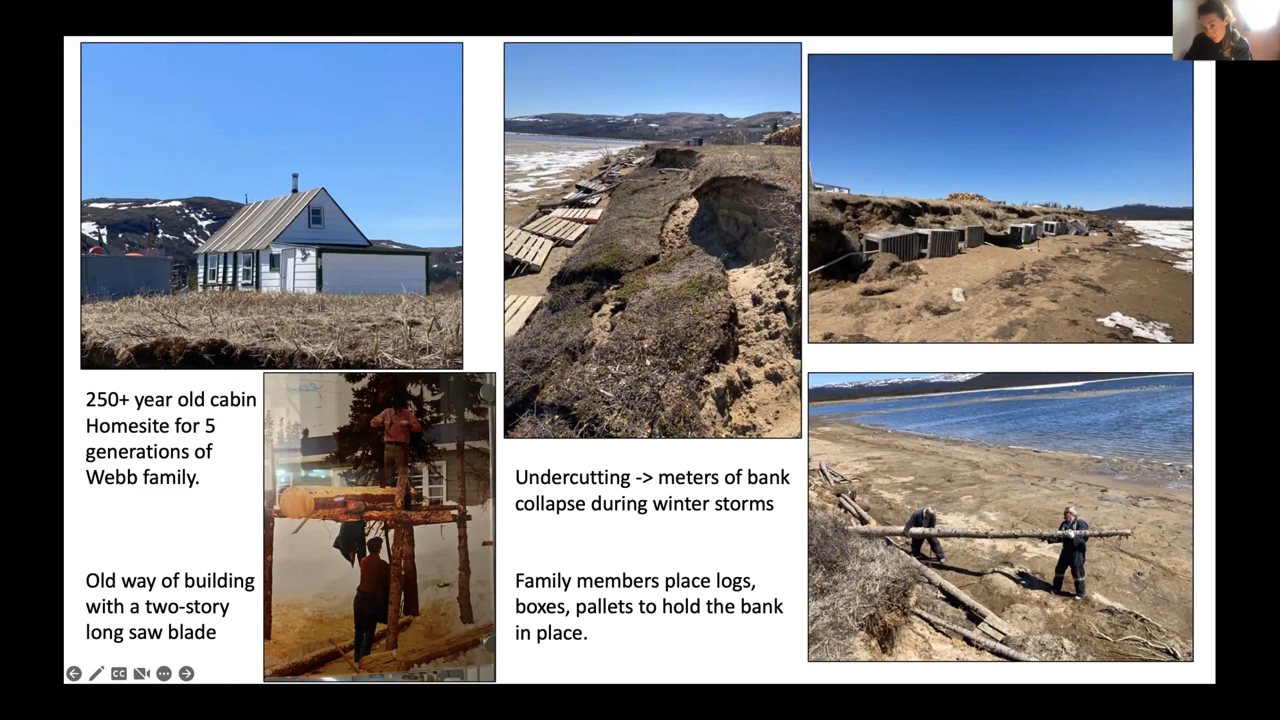 250+ year old cabin
Homesite for 5
generations of
Webb family.
Old way of building
with a two-story
long saw blade
Undercutting -> meters of bank
collapse during winter storms
Family members place logs,
boxes, pallets to hold the bank
in place.
CC